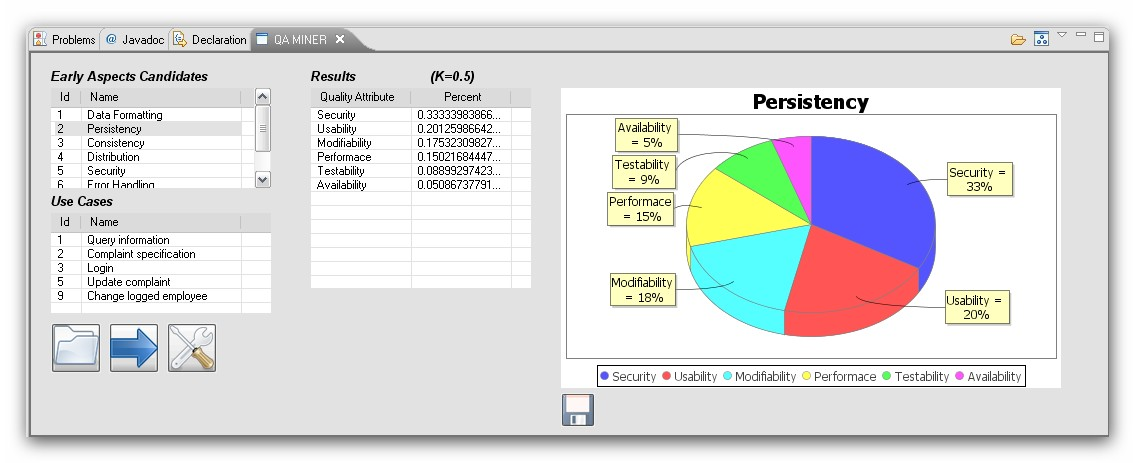 Problems @ Javadoc Declaration QA MINER
Early Aspects Candidates
Id Name
1 Data Formatting
2 Persistency
3 Consistency
4 Distribution
5 Security
6 Error Handling
Use Cases
Id Name
1 Query information
2 Complaint specification
3 Login
5 Update complaint
9 Change logged employee
Results (K=0.5)
Quality Attribute Percent
Security 0.33333983866...
Usability 0.20125986642...
Modifiability 0.17532309827...
Performace 0.15021684447...
Testability 0.08899297423...
Availability 0.05086737791...
Persistency
Availability
= 5%
Testability
= 9%
Performace
= 15%
Modifiability
= 18%
Security =
33%
Usability =
20%
Security Usability Modifiability Performace Testability Availability